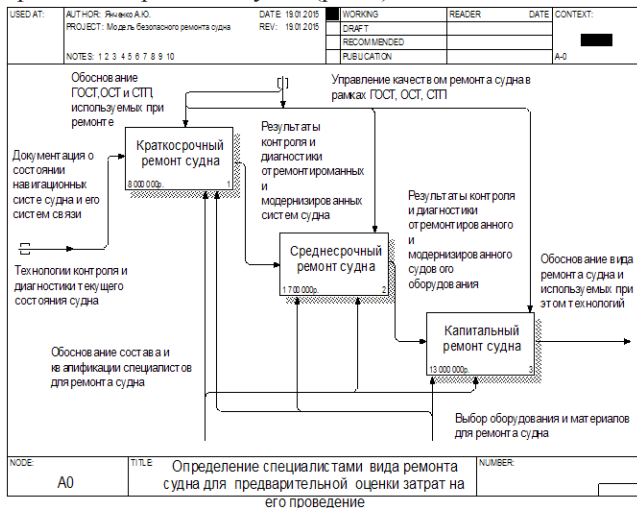 USED AT:
AUTHOR: Янченко А.Ю.
DATE: 19.01.2015
WORKING
READER
DATE
CONTEXT:
PROJECT: Модель безопасного ремонта судна
REV: 19.01.2015
DRAFT
RECOMMENDED
NOTES: 1 2 3 4 5 6 7 8 9 10
PUBLICATION
A-0
Обоснование
ГОСТ,ОСТ и СТП,
используемых при
ремонте
Управление качеством ремонта судна в
рамках ГОСТ, ОСТ, СТП
Краткосрочный
ремонт судна
8 000 000р.
1
Результаты
контроля и
диагностики
отремонтированных
и
модернизированных
систем судна
Документация о
состоянии
навигационных
систе судна и его
систем связи
Результаты контроля
и диагностики
отремонтированного
и
модернизированного
судов ого
оборудования
Среднесрочный
ремонт судна
1 700 000р.
2
Технологии контроля и
диагностики текущего
состояния судна
Обоснование вида
ремонта судна и
используемых при
этом технологий
Капитальный
ремонт судна
13 000 000р.
3
Обоснование состава и
квалификации специалистов
для ремонта судна
Выбор оборудования и материалов
для ремонта судна
NODE:
TITLE:
NUMBER:
A0
Определение специалистами вида ремонта
судна для предварительной оценки затрат на
его проведение